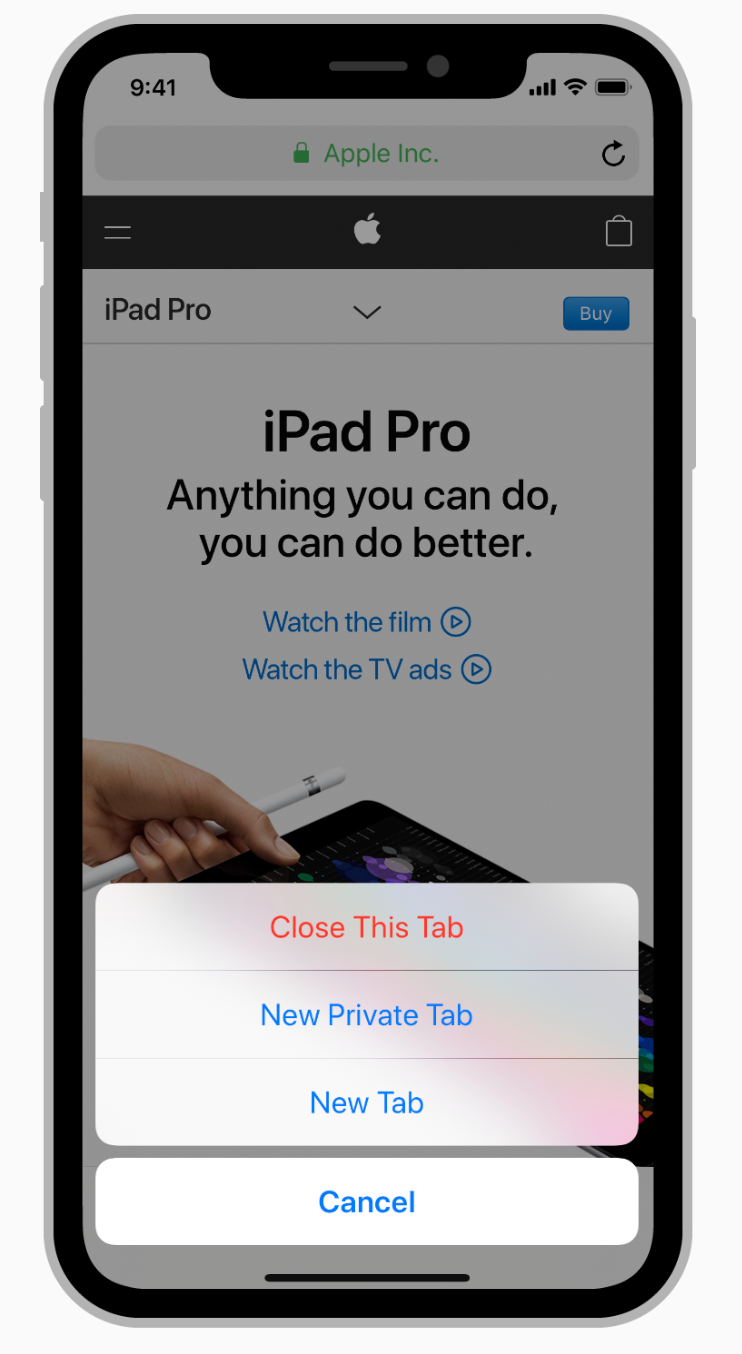 9:41
Apple Inc.
iPad Pro
Buy
iPad Pro
Anything you can do,
you can do better.
Watch the film
Watch the TV ads
Close This Tab
New Private Tab
New Tab
Cancel